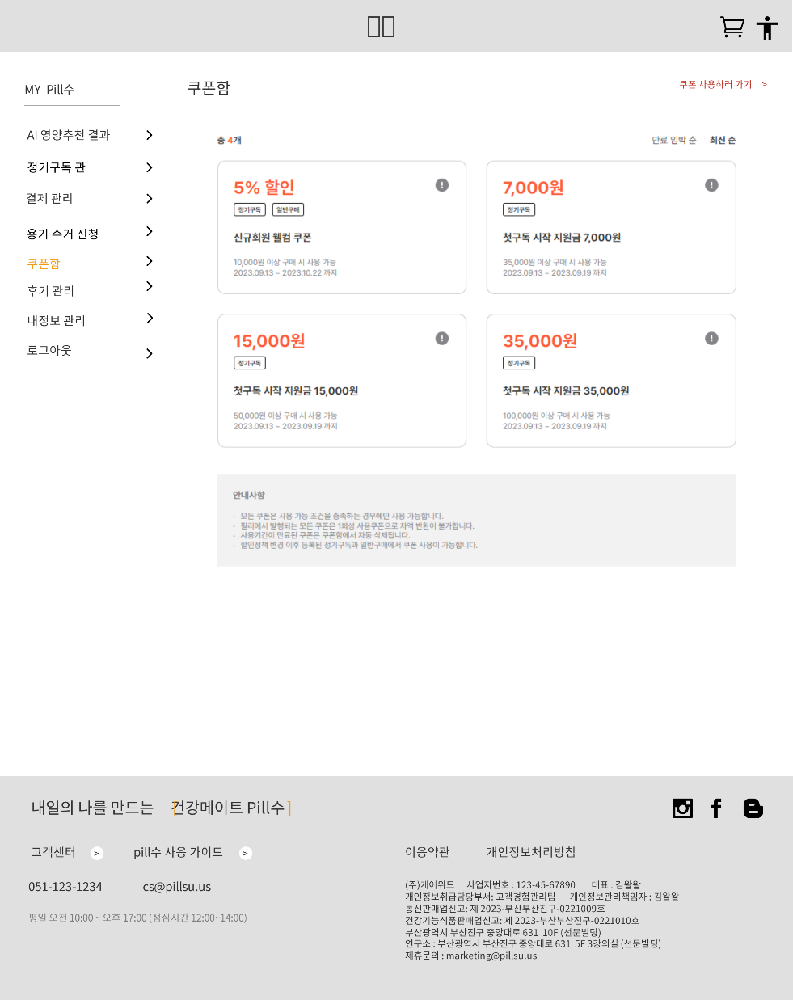 MY Pill수
쿠폰함
쿠폰 사용하러 가기 >
AI 영양추천 결과
정기구독 관
결제 관리
용기 수거 신청
쿠폰함
후기 관리
내정보 관리
로그아웃
총 4개
만료 임박 순 최신 순
5% 할인
정기구독 일반구매
신규회원 웰컴 쿠폰
10,000원 이상 구매 시 사용 가능
2023.09.13 ~ 2023.10.22 까지
7,000원
정기구독
첫구독 시작 지원금 7,000원
35,000원 이상 구매 시 사용 가능
2023.09.13 ~ 2023.09.19 까지
15,000원
정기구독
첫구독 시작 지원금 15,000원
50,000원 이상 구매 시 사용 가능
2023.09.13 ~ 2023.09.19 까지
35,000원
정기구독
첫구독 시작 지원금 35,000원
100,000원 이상 구매 시 사용 가능
2023.09.13 ~ 2023.09.19 까지
안내사항
· 모든 쿠폰은 사용 가능 조건을 충족하는 경우에만 사용 가능합니다.
· 필리에서 발행되는 모든 쿠폰은 1회성 사용쿠폰으로 차액 반환이 불가합니다.
· 사용기간이 만료된 쿠폰은 쿠폰함에서 자동 삭제됩니다.
· 할인정책 변경 이후 등록된 정기구독과 일반구매에서 쿠폰 사용이 가능합니다.
내일의 나를 만드는 [건강메이트 Pill수]
고객센터 > pill수 사용 가이드 >
051-123-1234 cs@pillsu.us
평일 오전 10:00 ~ 오후 17:00 (점심시간 12:00~14:00)
이용약관 개인정보처리방침
(주)케어위드 사업자번호 : 123-45-67890 대표 : 김왈왈
개인정보취급담당부서: 고객경험관리팀 개인정보관리책임자 : 김왈왈
통신판매업신고: 제 2023-부산부산진구-0221009호
건강기능식품판매업신고: 제 2023-부산부산진구-0221010호
부산광역시 부산진구 중앙대로 631 10F (선문빌딩)
연구소 : 부산광역시 부산진구 중앙대로 631 5F 3강의실 (선문빌딩)
제휴문의 : marketing@pillsu.us